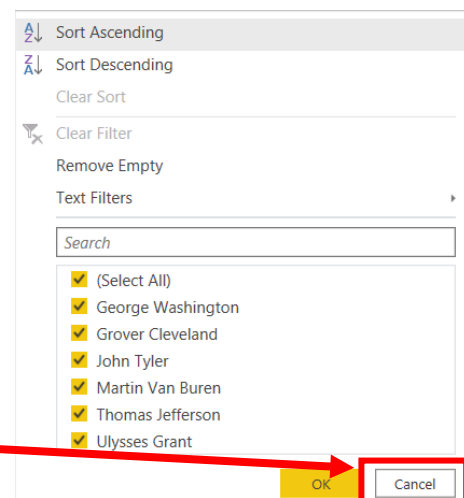 Sort Ascending
Sort Descending
Clear Sort
Clear Filter
Remove Empty
Text Filters
Search
(Select All)
George Washington
Grover Cleveland
John Tyler
Martin Van Buren
Thomas Jefferson
Ulysses Grant
OK Cancel